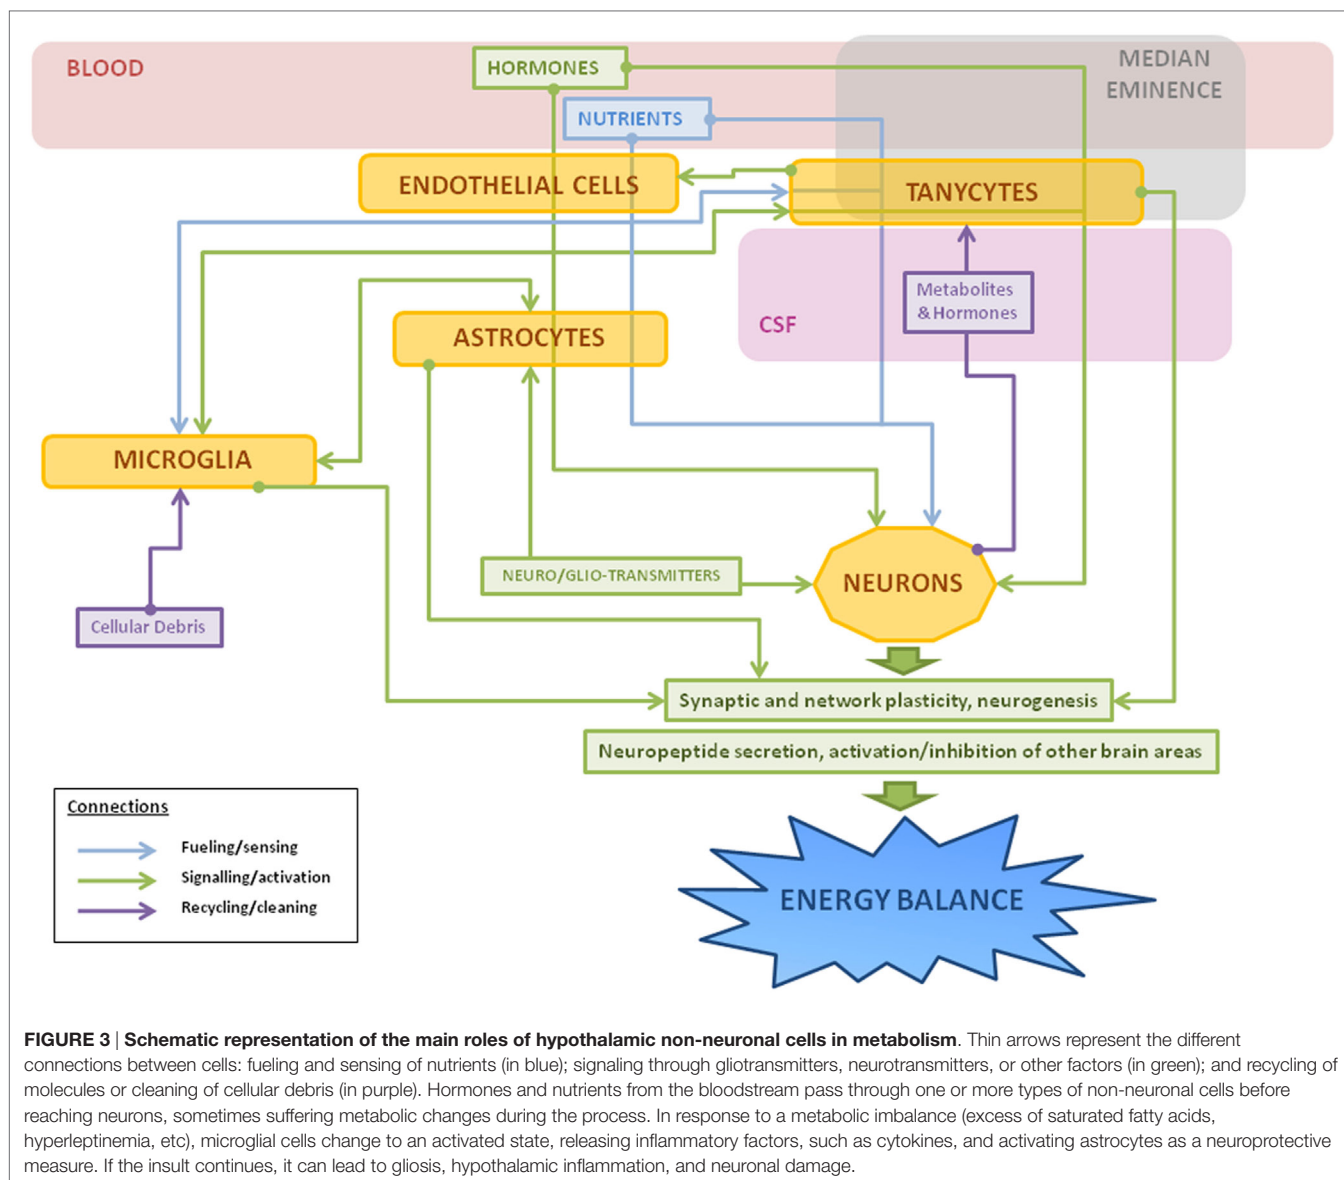 BLOOD
HORMONES
MEDIAN
EMINENCE
NUTRIENTS
ENDOTHELIAL CELLS
TANYCYTES
Metabolites
& Hormones
CSF
ASTROCYTES
MICROGLIA
NEURO/GLIO-TRANSMITTERS
NEURONS
Cellular Debris
Synaptic and network plasticity, neurogenesis
Neuropeptide secretion, activation/inhibition of other brain areas
Connections
Fueling/sensing
Signalling/activation
Recycling/cleaning
ENERGY BALANCE
FIGURE 3 | Schematic representation of the main roles of hypothalamic non-neuronal cells in metabolism. Thin arrows represent the different
connections between cells: fueling and sensing of nutrients (in blue); signaling through gliotransmitters, neurotransmitters, or other factors (in green); and recycling of
molecules or cleaning of cellular debris (in purple). Hormones and nutrients from the bloodstream pass through one or more types of non-neuronal cells before
reaching neurons, sometimes suffering metabolic changes during the process. In response to a metabolic imbalance (excess of saturated fatty acids,
hyperleptinemia, etc), microglial cells change to an activated state, releasing inflammatory factors, such as cytokines, and activating astrocytes as a neuroprotective
measure. If the insult continues, it can lead to gliosis, hypothalamic inflammation, and neuronal damage.